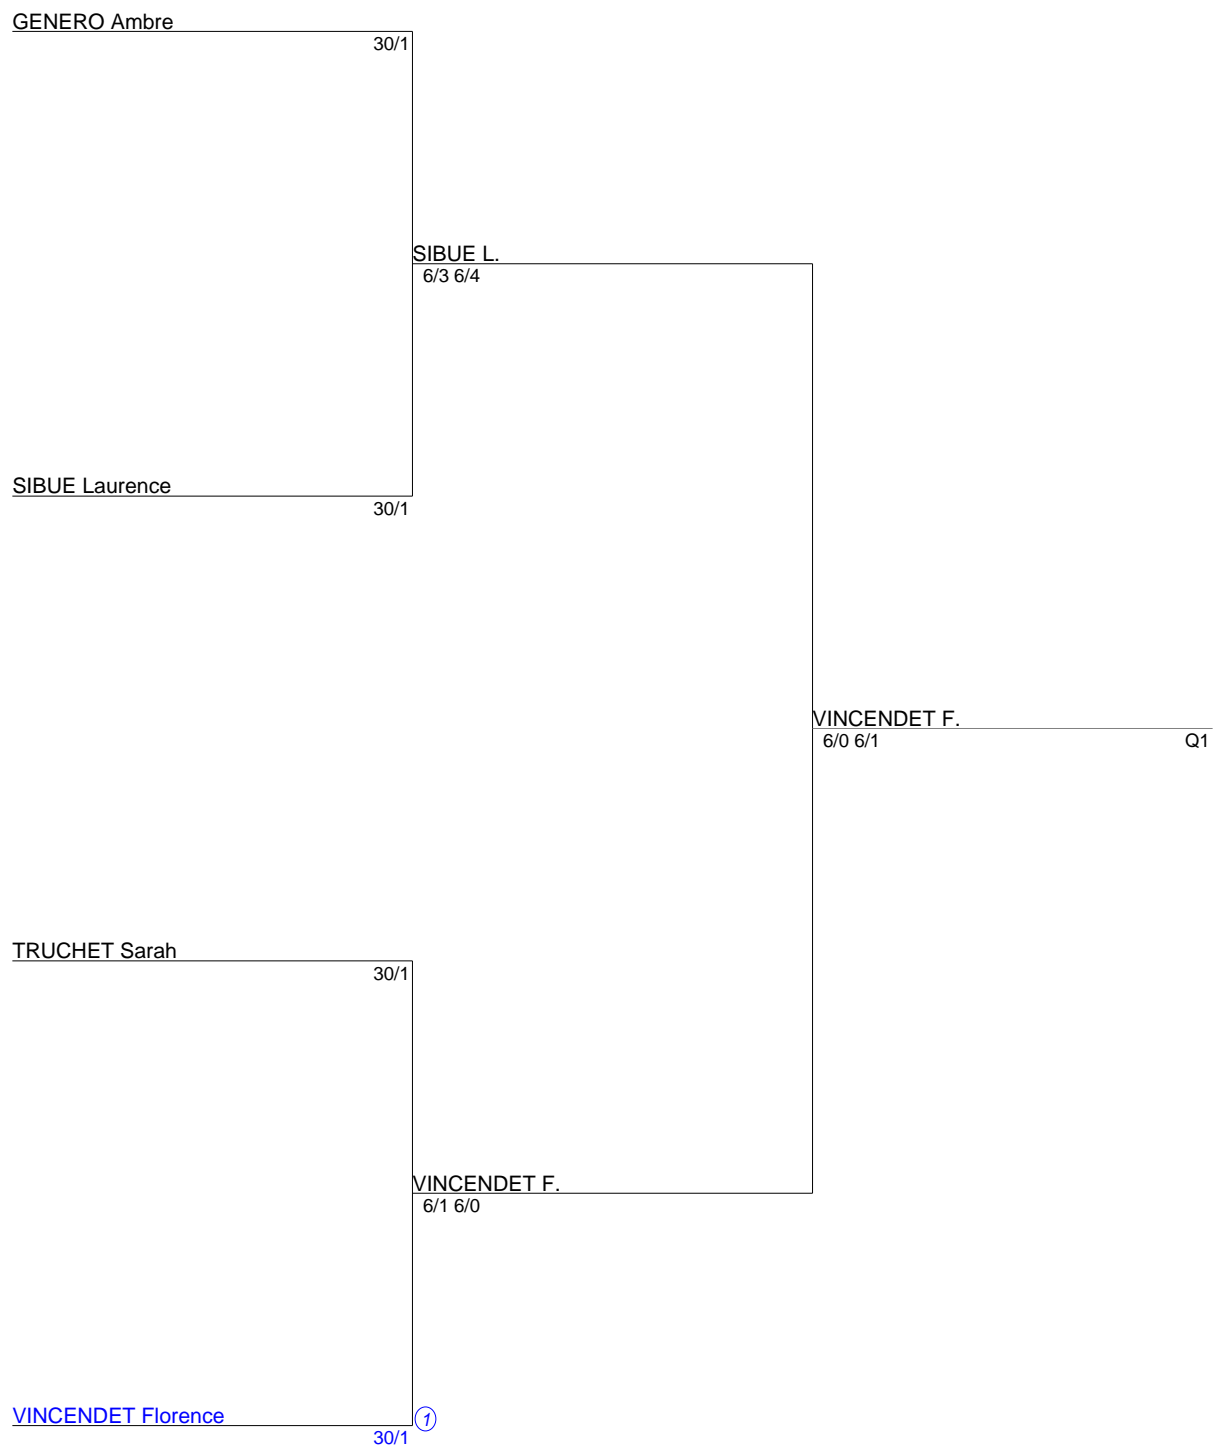 GENERO Ambre
30/1
SIBUE L.
6/3 6/4
SIBUE Laurence
30/1
VINCENDET F.
6/0 6/1
Q1
TRUCHET Sarah
30/1
VINCENDET F.
6/1 6/0
VINCENDET Florence
1
30/1